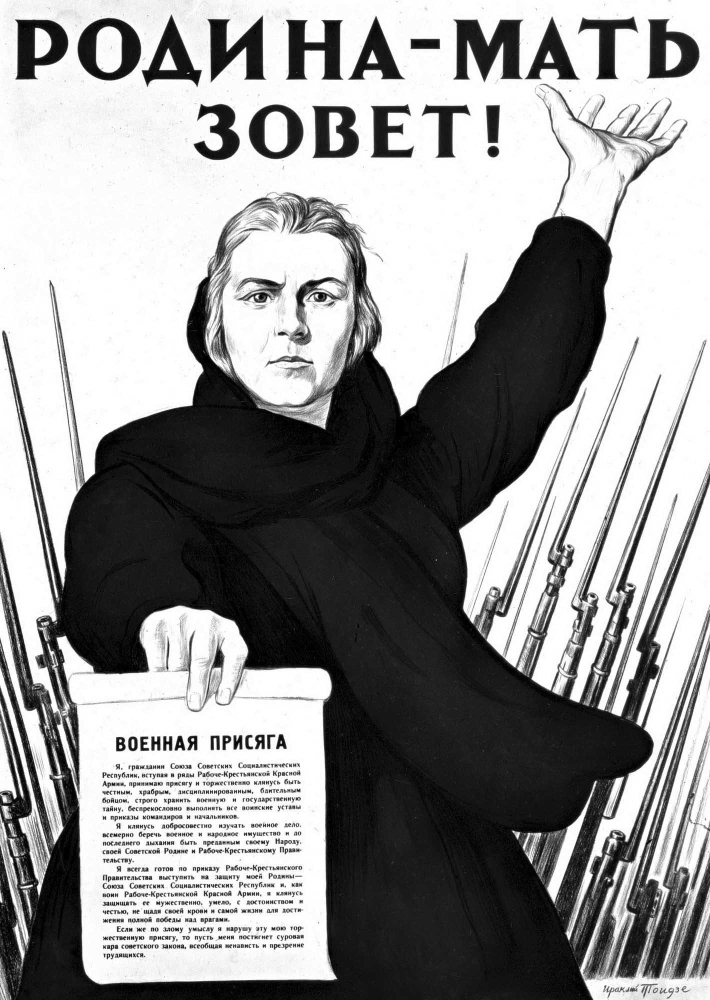 РОДИНА-МАТЬ
ЗОВЕТ!
ВОЕННАЯ ПРИСЯГА
Я, гражданин Союза Советских Социалистических
Республик, вступая в ряды Рабоче-Крестьянской Красной
Армии, принимаю присягу и торжественно клянусь быть
честным, храбрым, дисциплинированным, бдительным
бойцом, строго хранить военную и государственную
тайну, беспрекословно выполнять все воинские уставы
и приказы командиров и начальников.
Я клянусь добросовестно изучать военное дело,
всемерно беречь военное и народное имущество и до
последнего дыхания быть преданным своему Народу,
своей Советской Родине и Рабоче-Крестьянскому Прави-
тельству.
Я всегда готов по приказу Рабоче-Крестьянского
Правительства выступить на защиту моей Родины—
Союза Советских Социалистических Республик и, как
воин Рабоче-Крестьянской Красной Армии, я клянусь
защищать ее мужественно, умело, с достоинством и
честью, не щадя своей крови и самой жизни для дости-
жения полной победы над врагами.
Если же по злому умыслу я нарушу эту мою тор-
жественную присягу, то пусть меня постигнет суровая
кара советского закона, всеобщая ненависть и презрение
трудящихся.
Ираклий Тоидзе